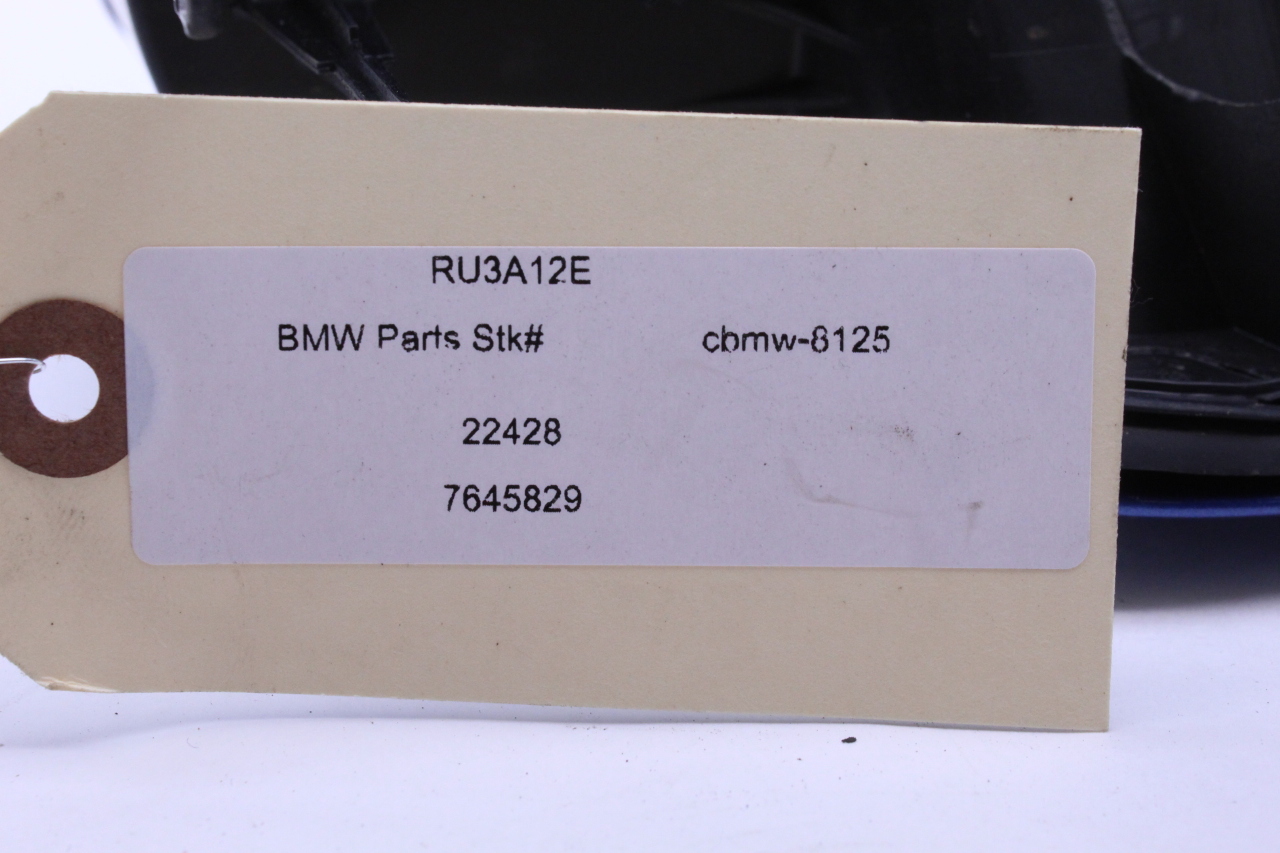 RU3A12E
BMW Parts Stk# cbmw-8125
22428
7645829